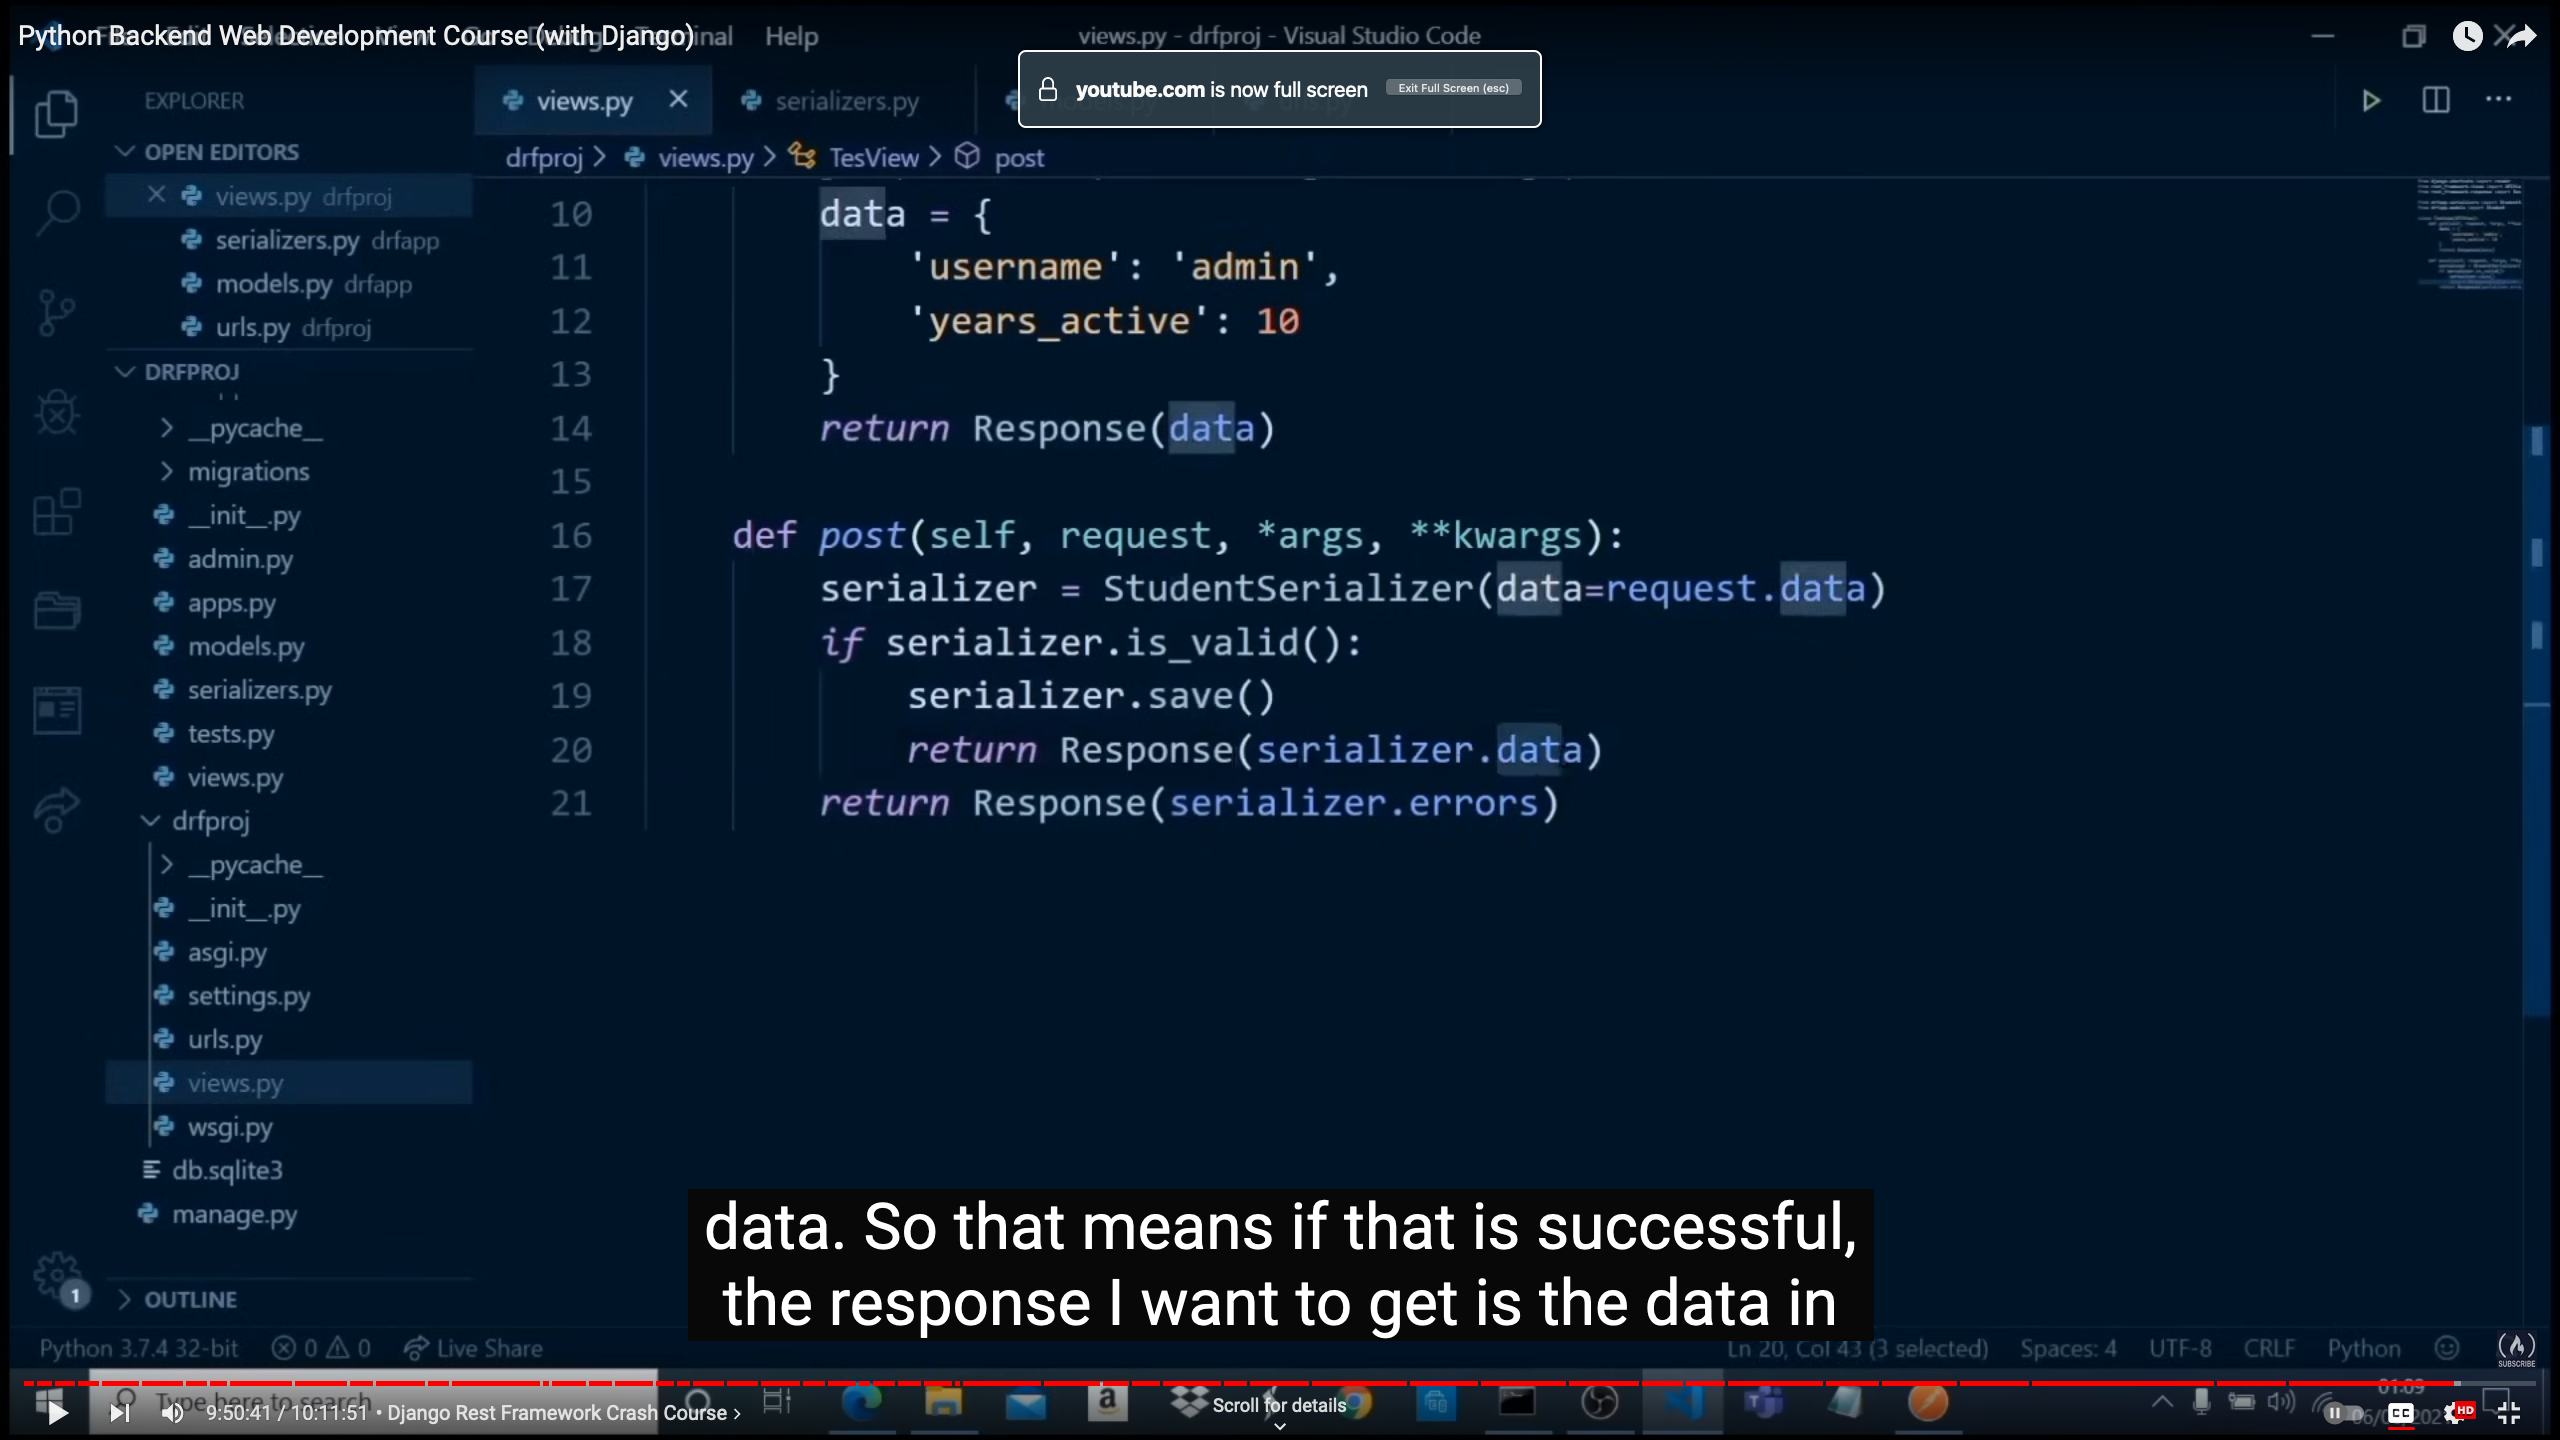 Python Backend Web Development Course (with Django)
Help
views.py - drfproj - Visual Studio Code
youtube.com is now full screen
Exit Full Screen (esc)
EXPLORER
views.py
serializers.py
OPEN EDITORS
drfproj > views.py > TesView > post
views.py drfproj
serializers.py drfapp
models.py drfapp
urls.py drfproj
DRFPROJ
__pycache__
migrations
__init__.py
admin.py
apps.py
models.py
serializers.py
tests.py
views.py
drfproj
__pycache__
__init__.py
asgi.py
settings.py
urls.py
views.py
wsgi.py
db.sqlite3
manage.py
OUTLINE
10 data = {
11 'username': 'admin',
12 'years_active': 10
13 }
14 return Response(data)
15
16 def post(self, request, *args, **kwargs):
17 serializer = StudentSerializer(data=request.data)
18 if serializer.is_valid():
19 serializer.save()
20 return Response(serializer.data)
21 return Response(serializer.errors)
data. So that means if that is successful,
the response I want to get is the data in
1
Python 3.7.4 32-bit 0 0 Live Share
Ln 20, Col 43 (3 selected) Spaces: 4 UTF-8 CRLF Python
SUBSCRIBE
Type here to search
9:50:41 / 10:11:51 • Django Rest Framework Crash Course >
Scroll for details
01:09
CC
HD